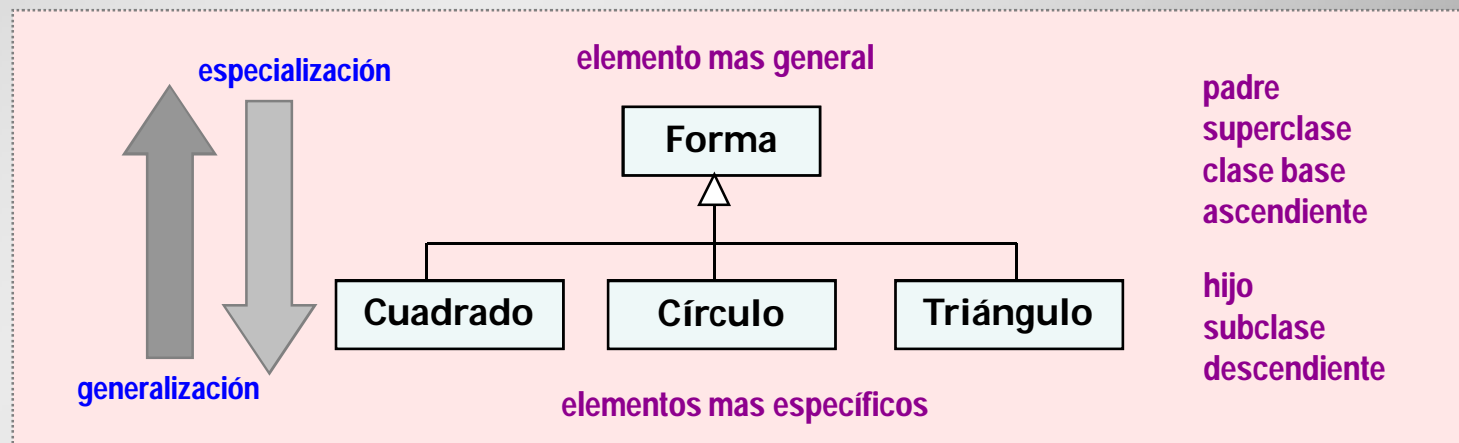 especialización
generalización
elemento mas general
Forma
Cuadrado
Círculo
Triángulo
elementos mas específicos
padre
superclase
clase base
ascendiente
hijo
subclase
descendiente